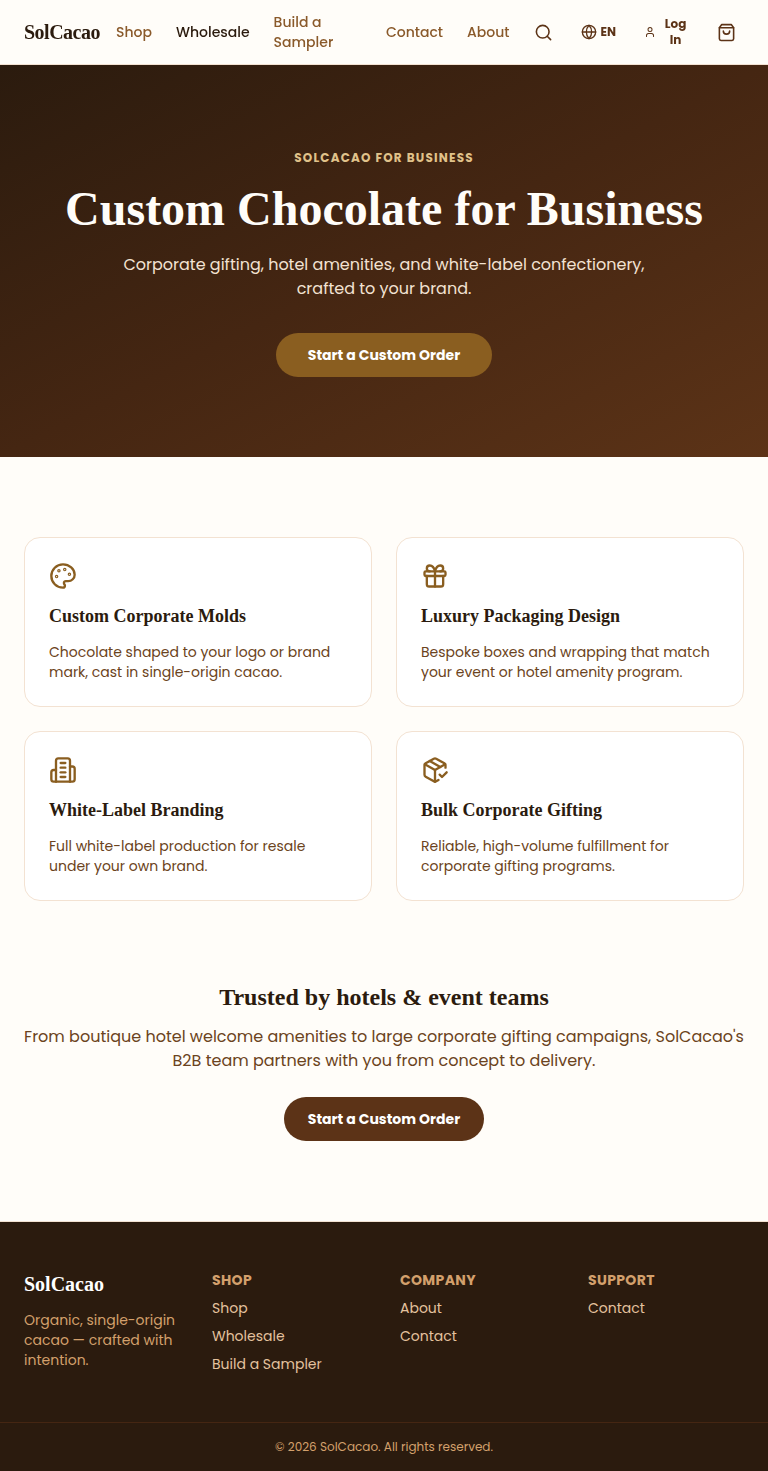 SolCacao
Shop
Wholesale
Build a
Sampler
Contact
About
EN
Log
In
SOLCACAO FOR BUSINESS
Custom Chocolate for Business
Corporate gifting, hotel amenities, and white-label confectionery,
crafted to your brand.
Start a Custom Order
Custom Corporate Molds
Chocolate shaped to your logo or brand
mark, cast in single-origin cacao.
Luxury Packaging Design
Bespoke boxes and wrapping that match
your event or hotel amenity program.
White-Label Branding
Full white-label production for resale
under your own brand.
Bulk Corporate Gifting
Reliable, high-volume fulfillment for
corporate gifting programs.
Trusted by hotels & event teams
From boutique hotel welcome amenities to large corporate gifting campaigns, SolCacao's
B2B team partners with you from concept to delivery.
Start a Custom Order
SolCacao
Organic, single-origin
cacao — crafted with
intention.
SHOP
Shop
Wholesale
Build a Sampler
COMPANY
About
Contact
SUPPORT
Contact
© 2026 SolCacao. All rights reserved.